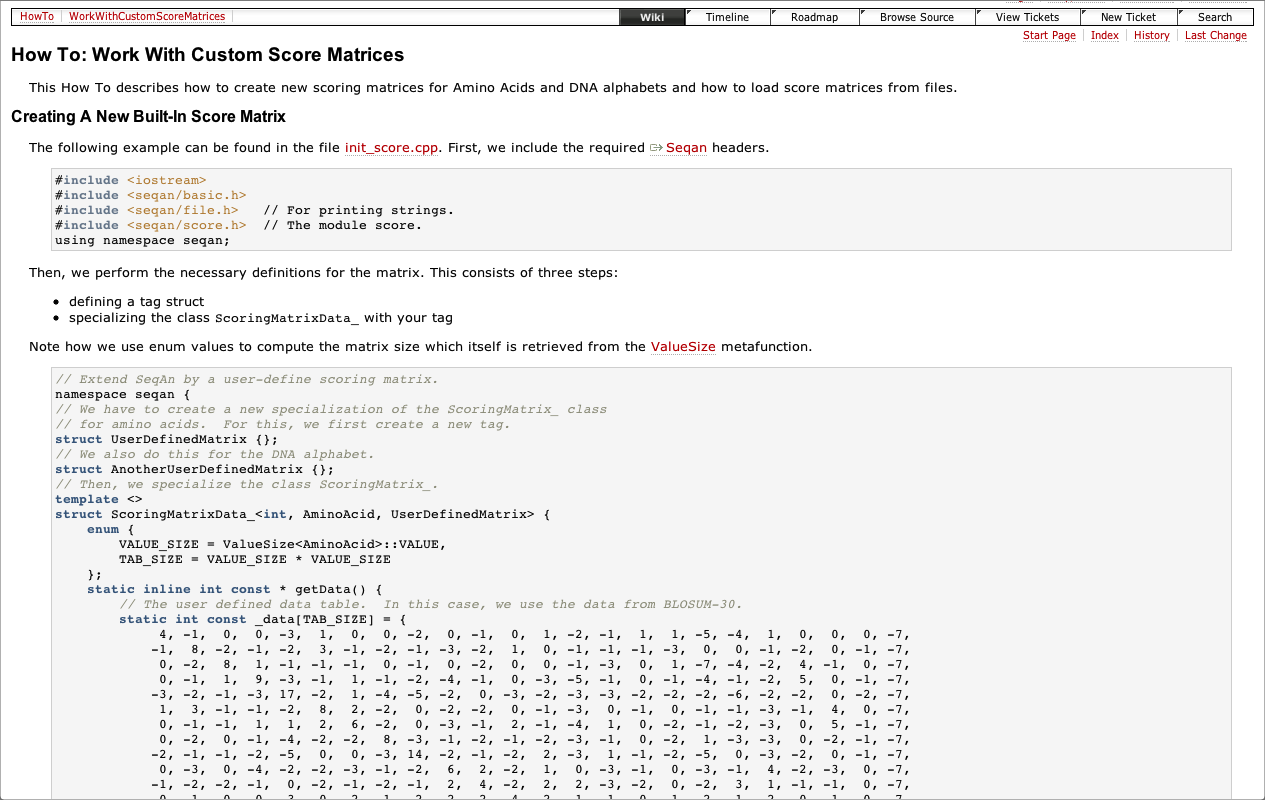 HowTo WorkWithCustomScoreMatrices
Wiki Timeline Roadmap Browse Source View Tickets New Ticket Search
Start Page Index History Last Change
How To: Work With Custom Score Matrices
This How To describes how to create new scoring matrices for Amino Acids and DNA alphabets and how to load score matrices from files.
Creating A New Built-In Score Matrix
The following example can be found in the file init_score.cpp. First, we include the required Seqan headers.
#include <iostream>
#include <seqan/basic.h>
#include <seqan/file.h>   // For printing strings.
#include <seqan/score.h>  // The module score.
using namespace seqan;
Then, we perform the necessary definitions for the matrix. This consists of three steps:
• defining a tag struct
• specializing the class ScoringMatrixData_ with your tag
Note how we use enum values to compute the matrix size which itself is retrieved from the ValueSize metafunction.
// Extend SeqAn by a user-define scoring matrix.
namespace seqan {
// We have to create a new specialization of the ScoringMatrix_ class
// for amino acids.  For this, we first create a new tag.
struct UserDefinedMatrix {};
// We also do this for the DNA alphabet.
struct AnotherUserDefinedMatrix {};
// Then, we specialize the class ScoringMatrix_.
template <>
struct ScoringMatrixData_<int, AminoAcid, UserDefinedMatrix> {
    enum {
        VALUE_SIZE = ValueSize<AminoAcid>::VALUE,
        TAB_SIZE = VALUE_SIZE * VALUE_SIZE
    };
    static inline int const * getData() {
        // The user defined data table.  In this case, we use the data from BLOSUM-30.
        static int const _data[TAB_SIZE] = {
             4, -1,  0,  0, -3,  1,  0,  0, -2,  0, -1,  0,  1, -2, -1,  1,  1, -5, -4,  1,  0,  0,  0, -7,
            -1,  8, -2, -1, -2,  3, -1, -2, -1, -3, -2,  1,  0, -1, -1, -1, -3,  0,  0, -1, -2,  0, -1, -7,
             0, -2,  8,  1, -1, -1, -1,  0, -1,  0, -2,  0,  0, -1, -3,  0,  1, -7, -4, -2,  4, -1,  0, -7,
             0, -1,  1,  9, -3, -1,  1, -1, -2, -4, -1,  0, -3, -5, -1,  0, -1, -4, -1, -2,  5,  0, -1, -7,
            -3, -2, -1, -3, 17, -2,  1, -4, -5, -2,  0, -3, -2, -3, -3, -2, -2, -2, -6, -2, -2,  0, -2, -7,
             1,  3, -1, -1, -2,  8,  2, -2,  0, -2, -2,  0, -1, -3,  0, -1,  0, -1, -1, -3, -1,  4,  0, -7,
             0, -1, -1,  1,  1,  2,  6, -2,  0, -3, -1,  2, -1, -4,  1,  0, -2, -1, -2, -3,  0,  5, -1, -7,
             0, -2,  0, -1, -4, -2, -2,  8, -3, -1, -2, -1, -2, -3, -1,  0, -2,  1, -3, -3,  0, -2, -1, -7,
            -2, -1, -1, -2, -5,  0,  0, -3, 14, -2, -1, -2,  2, -3,  1, -1, -2, -5,  0, -3, -2,  0, -1, -7,
             0, -3,  0, -4, -2, -2, -3, -1, -2,  6,  2, -2,  1,  0, -3, -1,  0, -3, -1,  4, -2, -3,  0, -7,
            -1, -2, -2, -1,  0, -2, -1, -2, -1,  2,  4, -2,  2,  2, -3, -2,  0, -2,  3,  1, -1, -1,  0, -7,